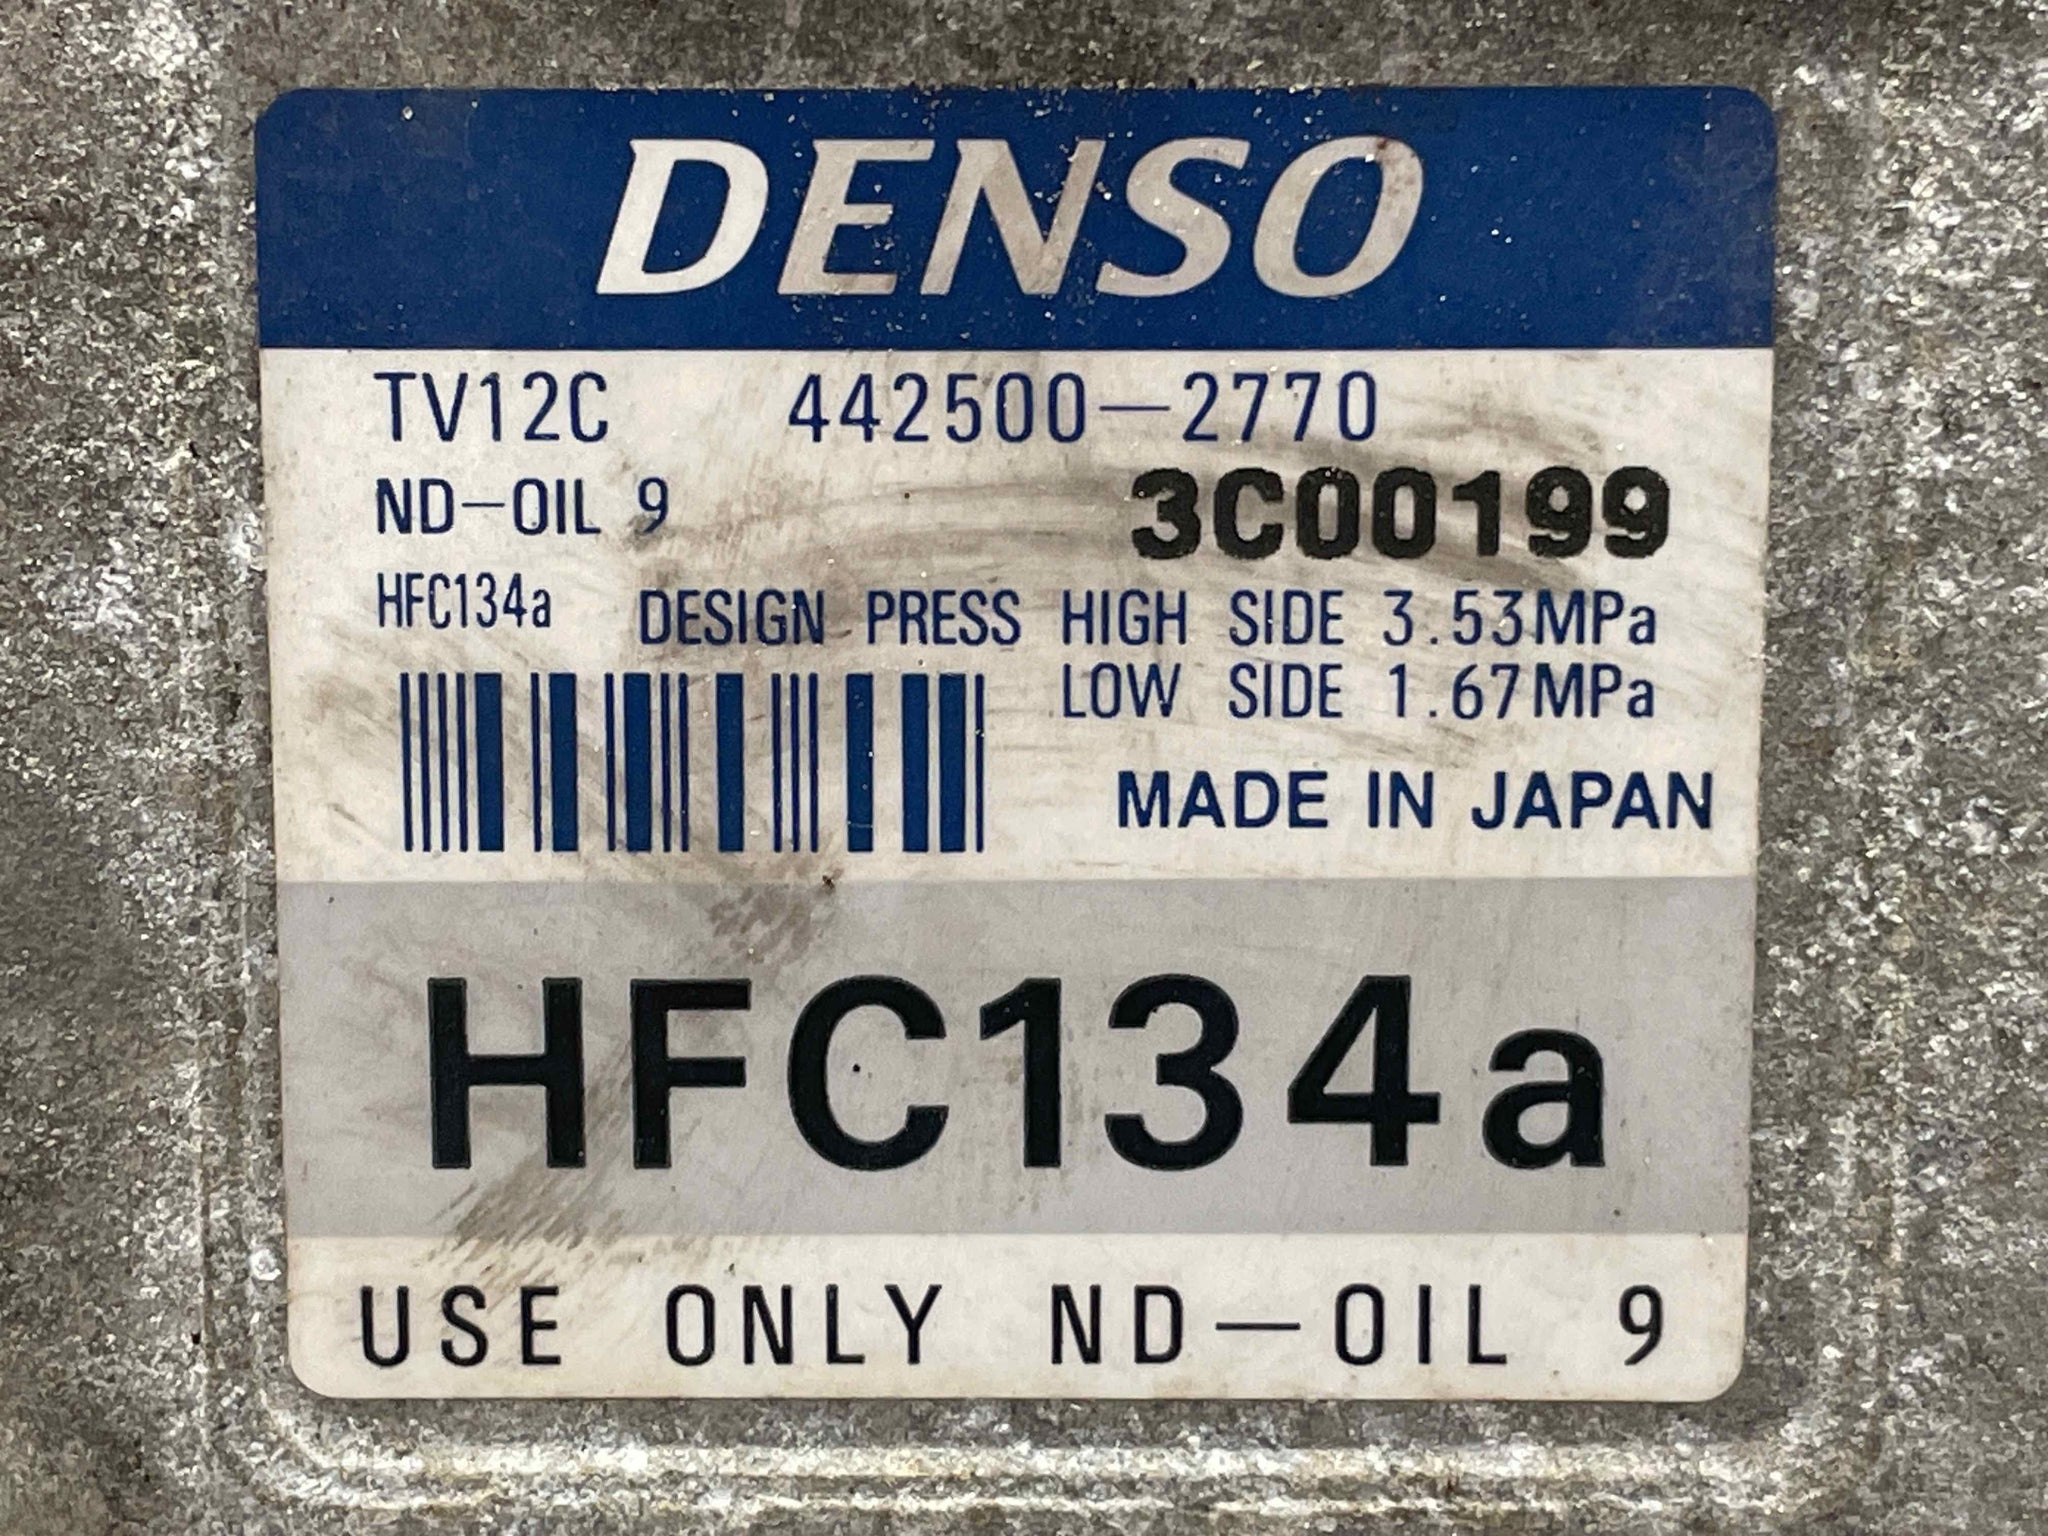 DENSO
TV12C 442500-2770
ND-OIL 9 3C00199
HFC134a DESIGN PRESS HIGH SIDE 3.53MPa
LOW SIDE 1.67MPa
MADE IN JAPAN
HFC134a
USE ONLY ND-OIL 9